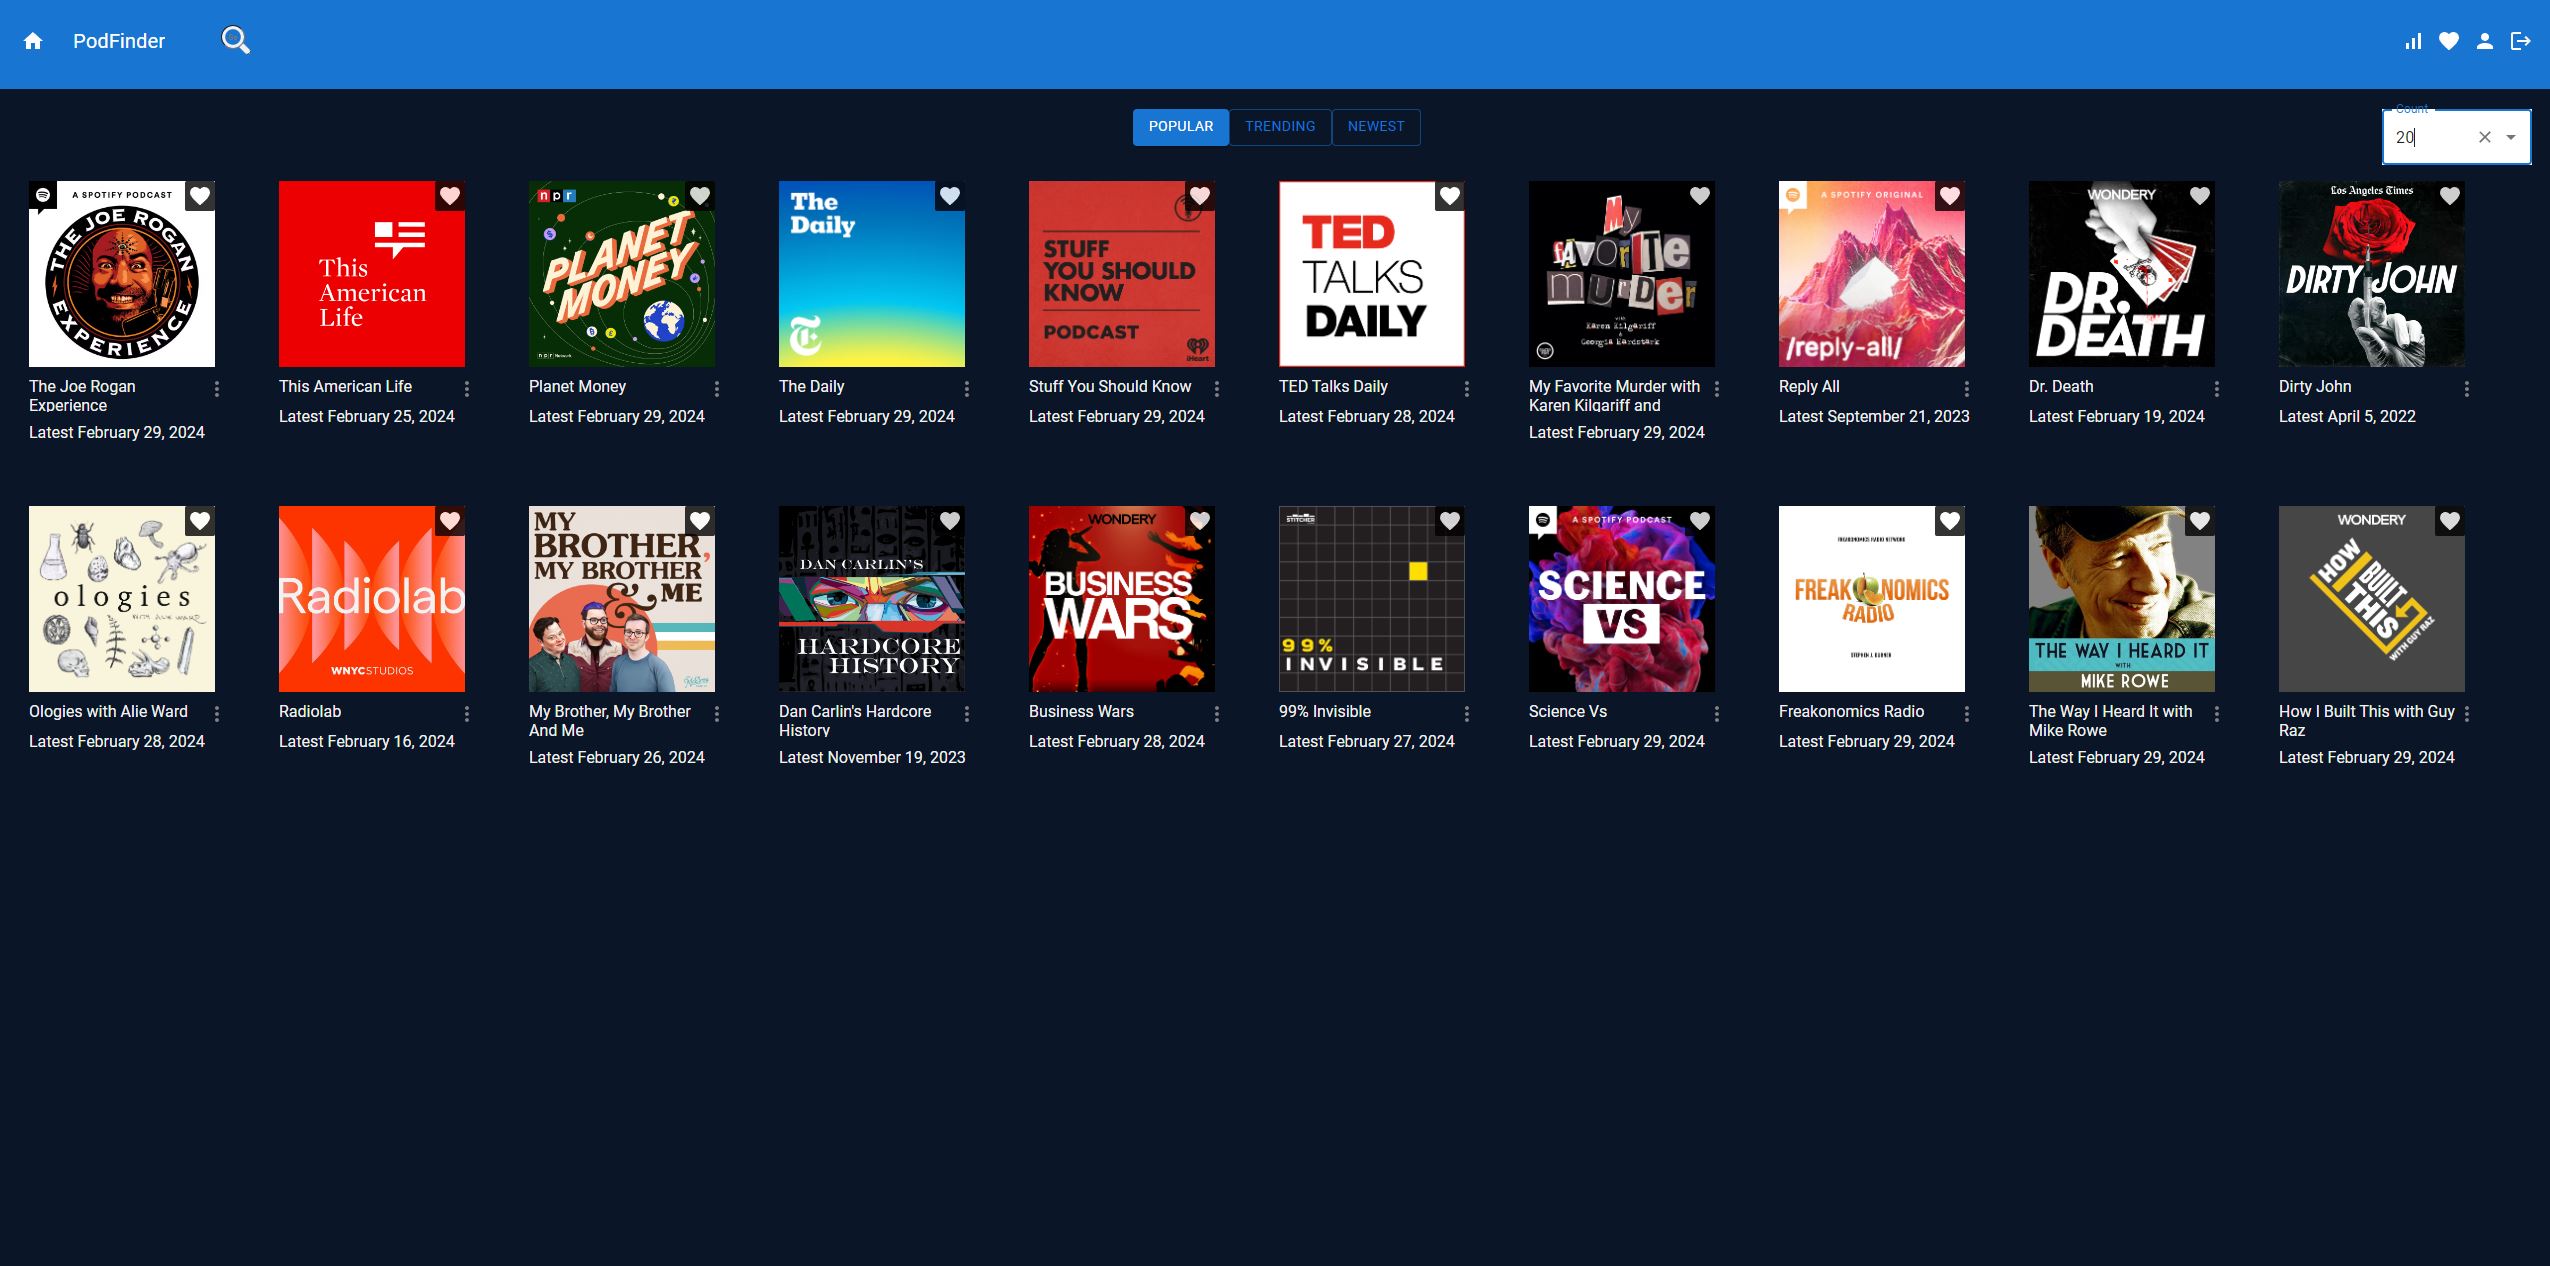 PodFinder
POPULAR
TRENDING
NEWEST
Count
20
A SPOTIFY PODCAST
THE JOE ROGAN
EXPERIENCE
The Joe Rogan
Experience
Latest February 29, 2024
This
American
Life
This American Life
Latest February 25, 2024
npr
PLANET
MONEY
npr Network
Planet Money
Latest February 29, 2024
The
Daily
T
The Daily
Latest February 29, 2024
STUFF
YOU SHOULD
KNOW
PODCAST
iHeart
Stuff You Should Know
Latest February 29, 2024
TED
TALKS
DAILY
TED Talks Daily
Latest February 28, 2024
My
fAVoRITe
muRDeR
with
Karen Kilgariff
&
Georgia Hardstark
My Favorite Murder with
Karen Kilgariff and
Latest February 29, 2024
A SPOTIFY ORIGINAL
/reply-all/
Reply All
Latest September 21, 2023
WONDERY
DR.
DEATH
Dr. Death
Latest February 19, 2024
Los Angeles Times
DIRTY JOHN
Dirty John
Latest April 5, 2022
ologies
WITH ALIE WARD
Ologies with Alie Ward
Latest February 28, 2024
Radiolab
WNYCSTUDIOS
Radiolab
Latest February 16, 2024
MY
BROTHER,
MY BROTHER
& ME
My Brother, My Brother
And Me
Latest February 26, 2024
DAN CARLIN'S
HARDCORE
HISTORY
Dan Carlin's Hardcore
History
Latest November 19, 2023
WONDERY
BUSINESS
WARS
Business Wars
Latest February 28, 2024
STITCHER
99%
INVISIBLE
99% Invisible
Latest February 27, 2024
A SPOTIFY PODCAST
SCIENCE
VS
Science Vs
Latest February 29, 2024
FREAKONOMICS RADIO NETWORK
FREAKONOMICS
RADIO
STEPHEN J. DUBNER
Freakonomics Radio
Latest February 29, 2024
THE WAY I HEARD IT
WITH
MIKE ROWE
The Way I Heard It with
Mike Rowe
Latest February 29, 2024
WONDERY
HOW
I BUILT
THIS
WITH GUY RAZ
How I Built This with Guy
Raz
Latest February 29, 2024